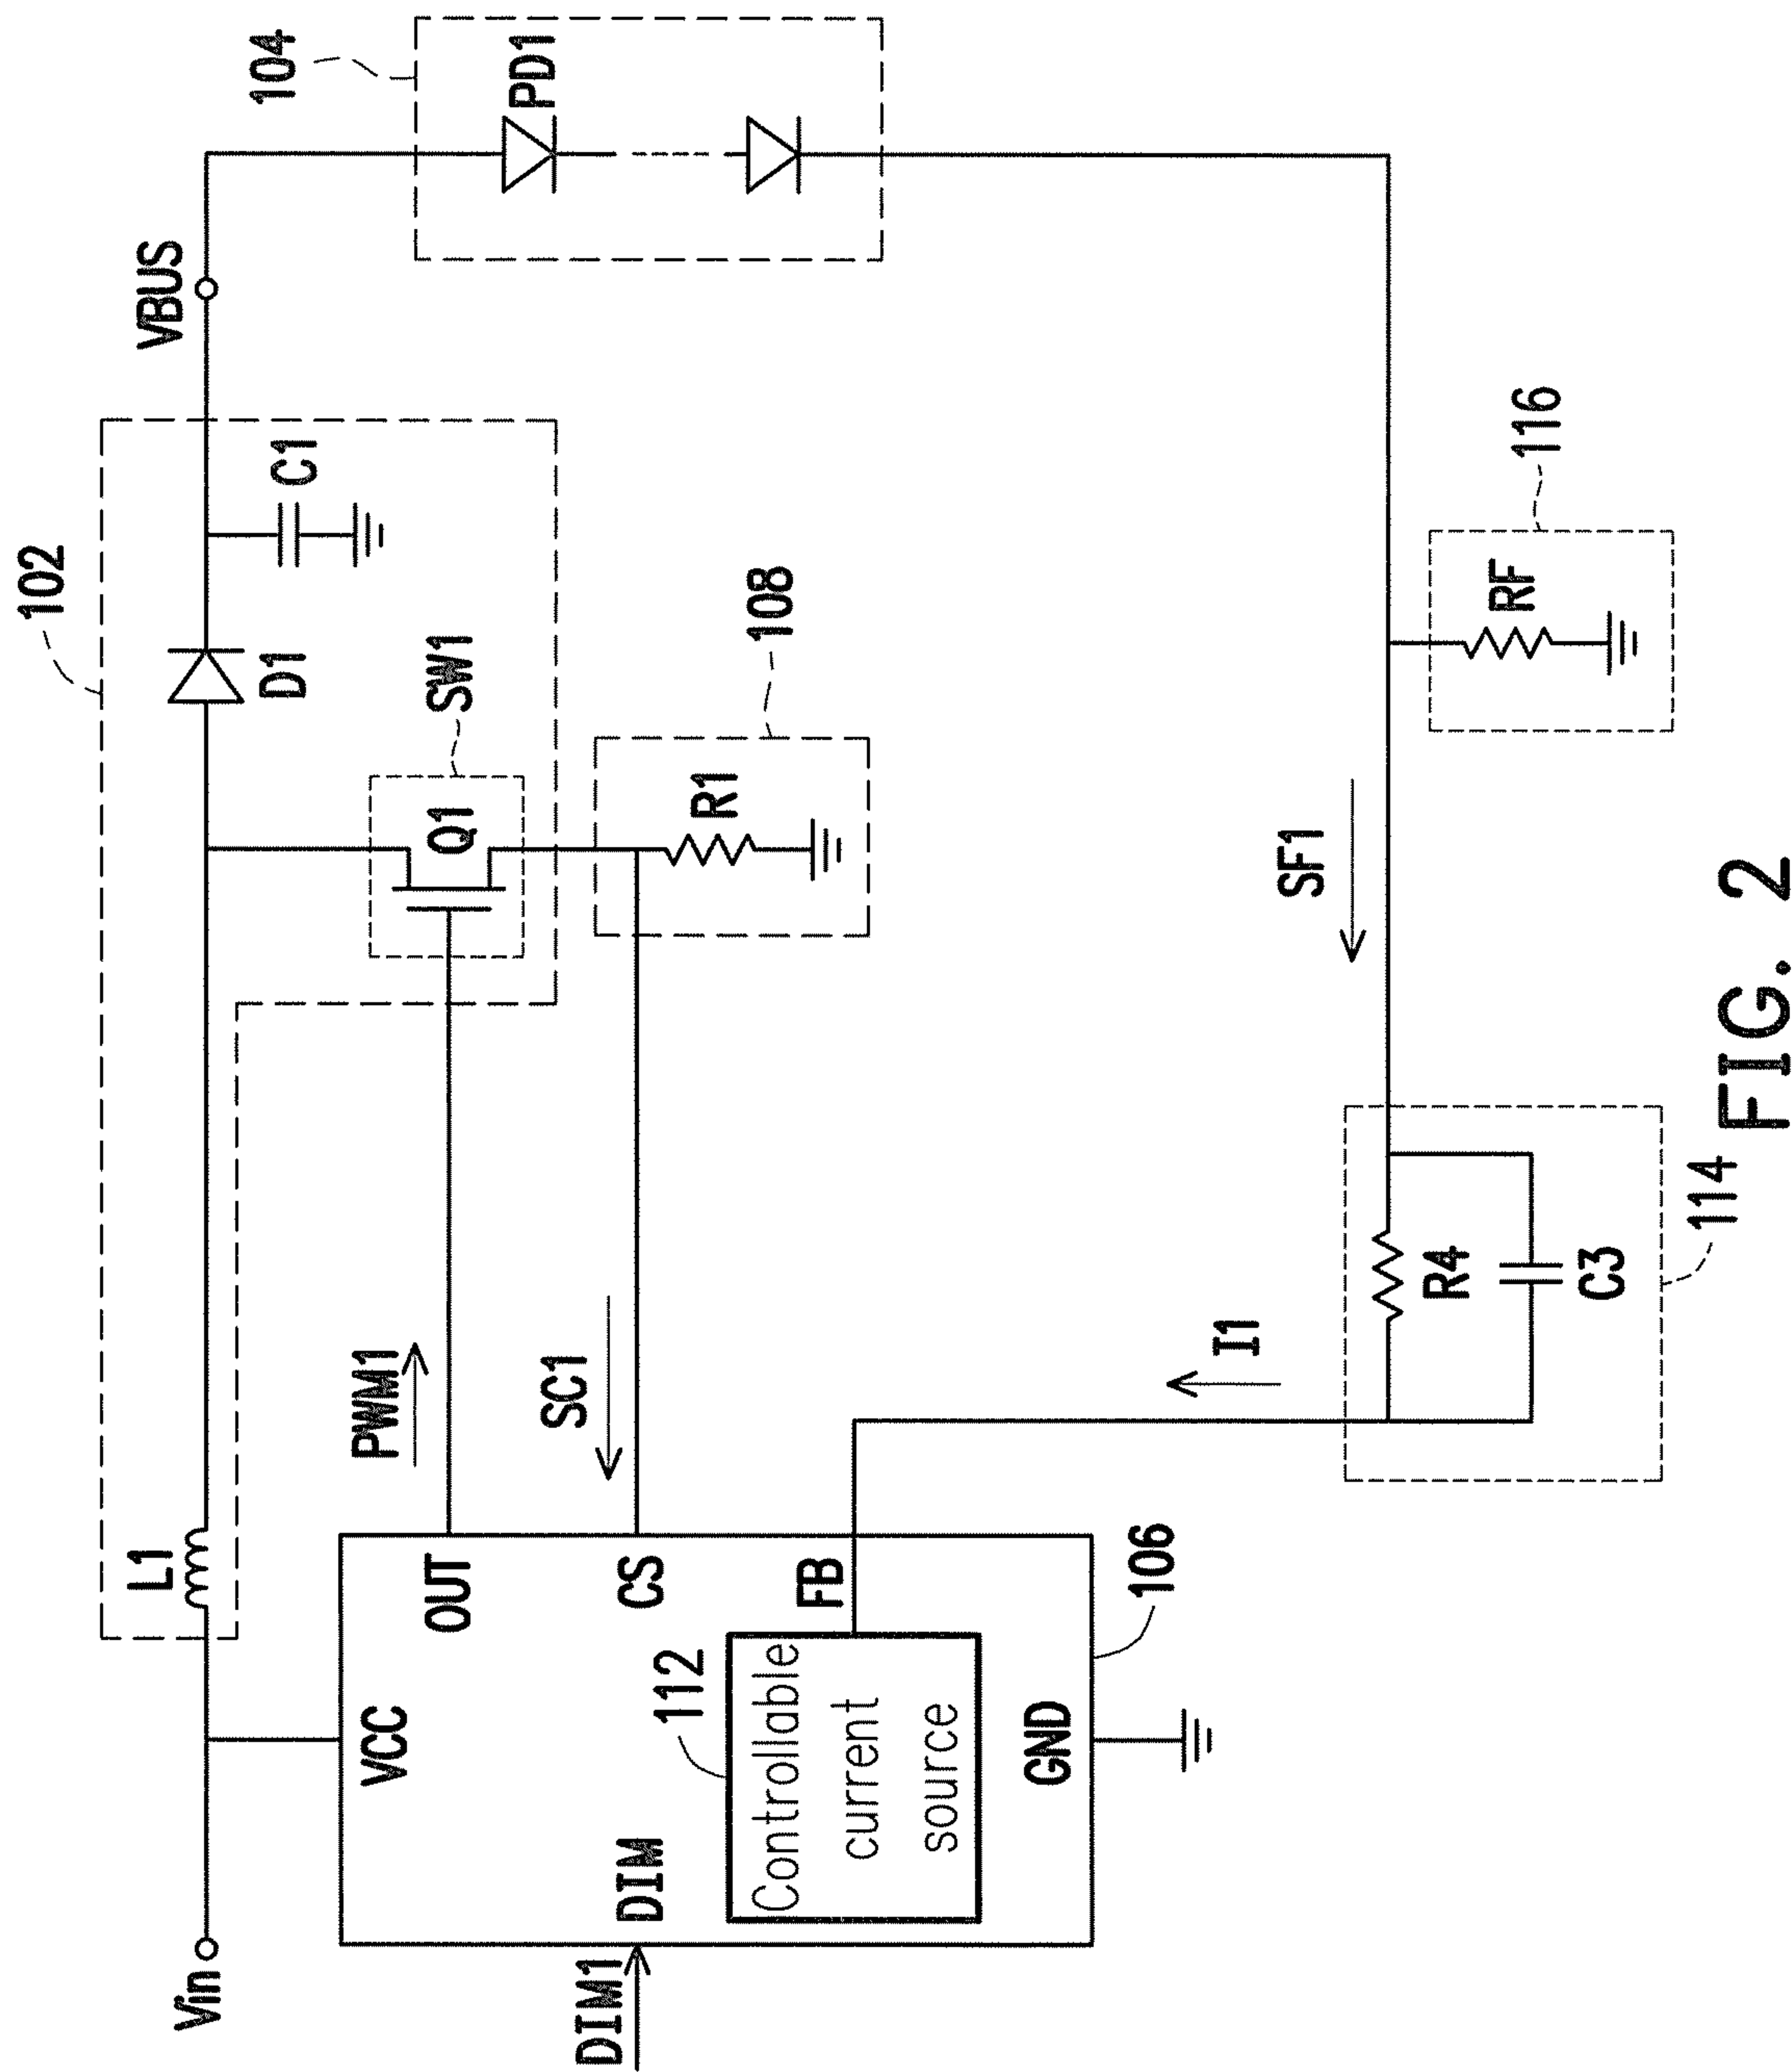 102
104
Vin
L1
D1
C1
VBUS
PD1
SW1
Q1
PWM1
VCC
OUT
108
R1
DIM1
DIM
CS
SC1
112
Controllable
current
source
FB
GND
106
I1
SF1
R4
C3
114
RF
116
FIG. 2